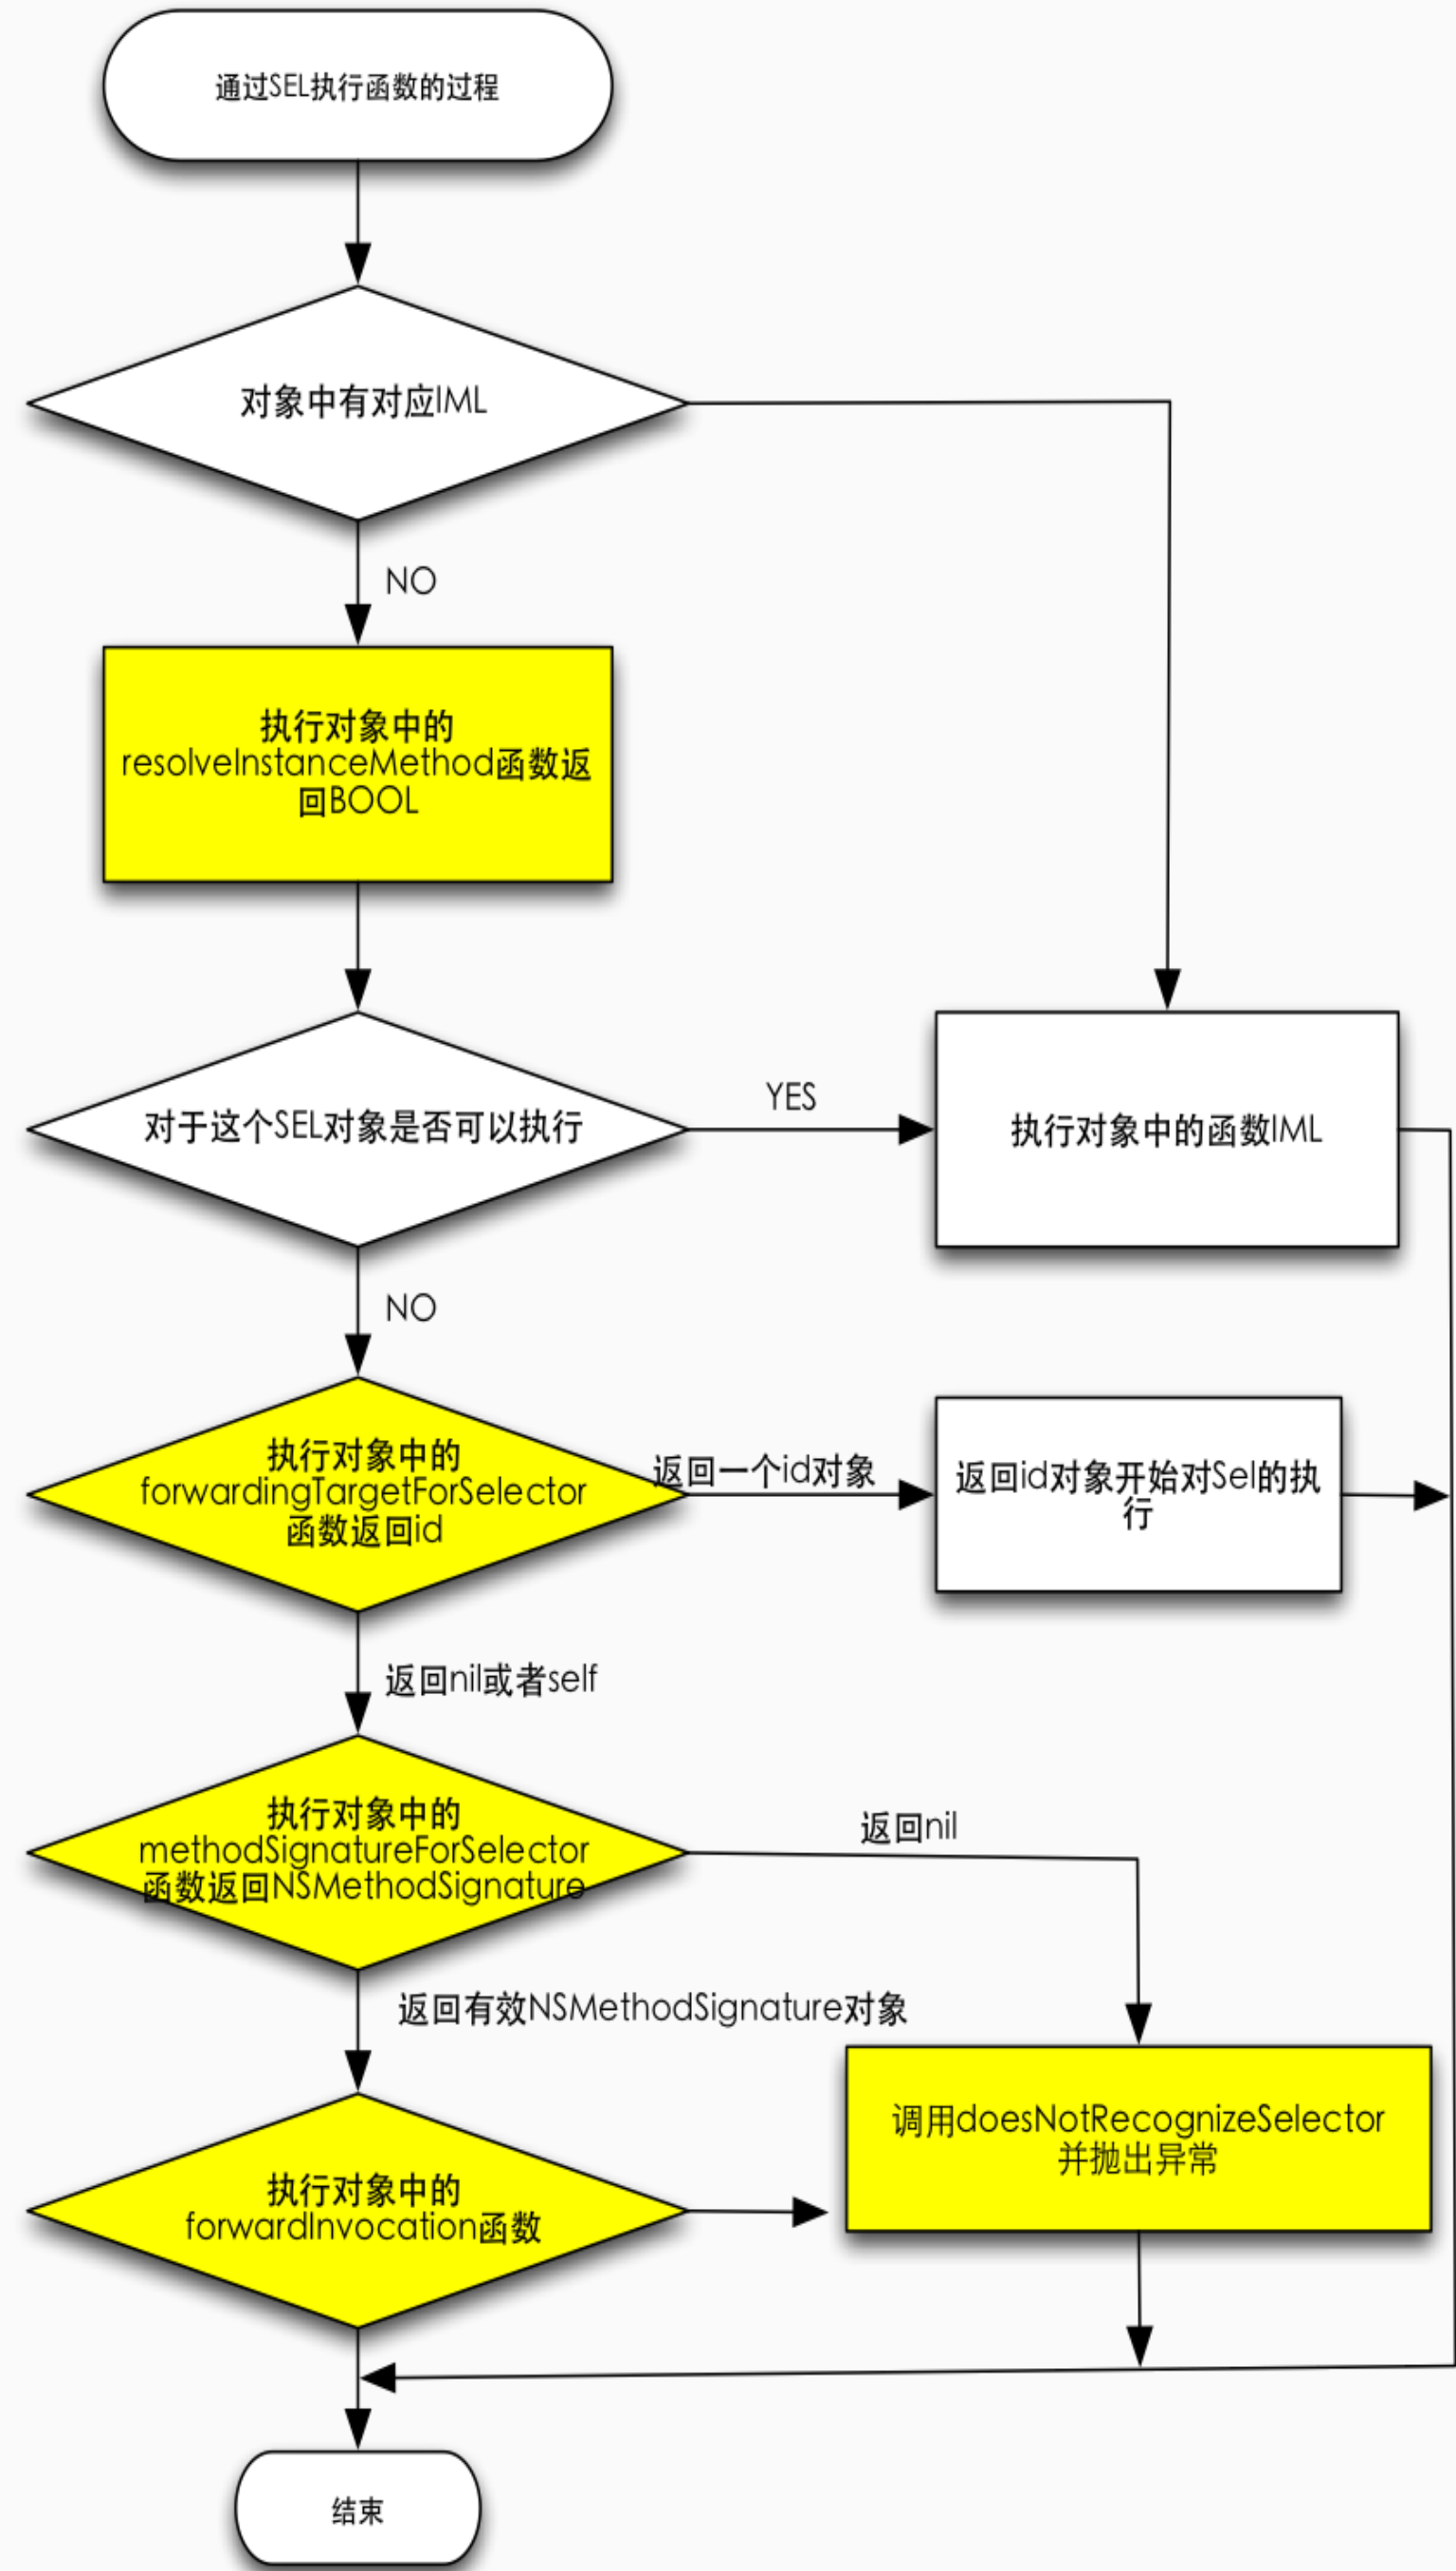 通过SEL执行函数的过程
对象中有对应IML
NO
执行对象中的
resolveInstanceMethod函数返
回BOOL
对于这个SEL对象是否可以执行
YES
执行对象中的函数IML
NO
执行对象中的
forwardingTargetForSelector
函数返回id
返回一个id对象
返回id对象开始对Sel的执
行
返回nil或者self
执行对象中的
methodSignatureForSelector
函数返回NSMethodSignature
返回nil
返回有效NSMethodSignature对象
调用doesNotRecognizeSelector
并抛出异常
执行对象中的
forwardInvocation函数
结束